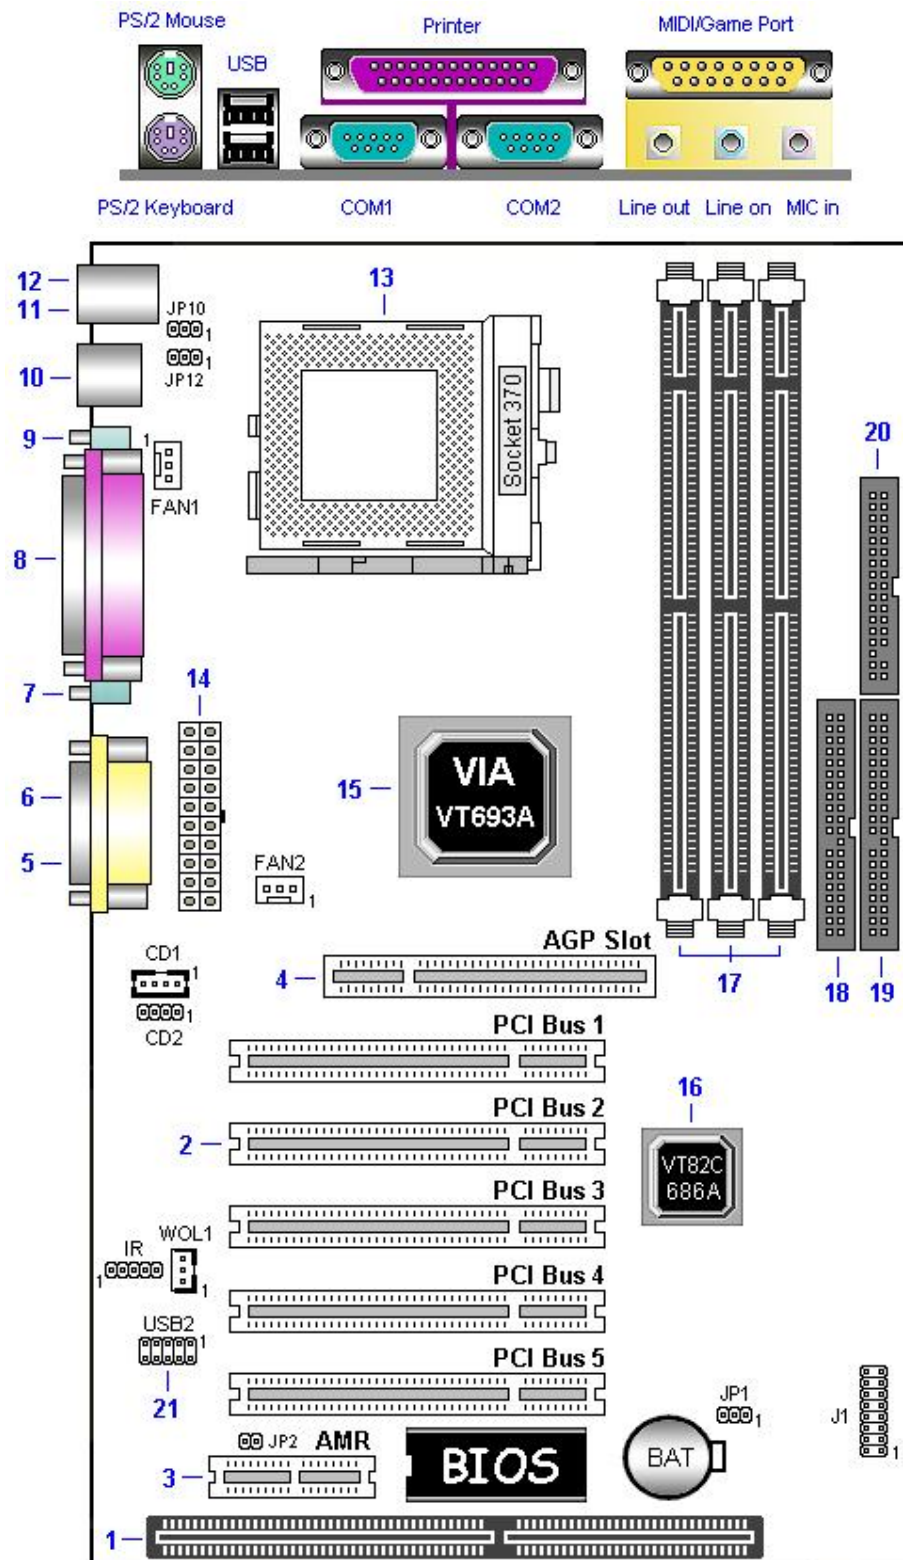 PS/2 Mouse
USB
Printer
MIDI/Game Port
PS/2 Keyboard
COM1
COM2
Line out
Line on
MIC in
12
11
JP10
1
13
10
1
JP12
9
1
FAN1
Socket 370
20
8
7
14
6
15
VIA
VT693A
5
FAN2
1
AGP Slot
CD1
1
4
17
18
19
1
CD2
PCI Bus 1
PCI Bus 2
16
2
VT82C
686A
PCI Bus 3
IR
WOL1
1
1
PCI Bus 4
USB2
1
PCI Bus 5
21
JP1
1
J1
1
JP2
AMR
3
BIOS
BAT
1